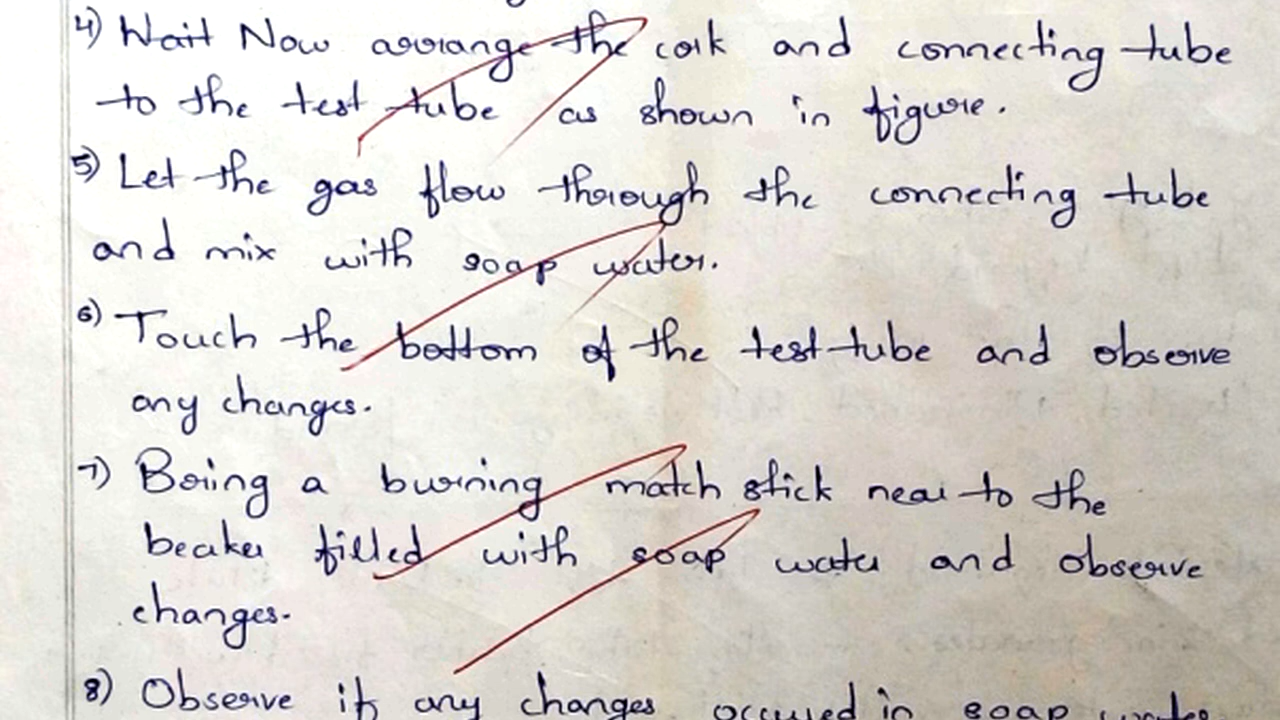 4) Wait Now arrange the cork and connecting tube
to the test tube as shown in figure.
5) Let the gas flow through the connecting tube
and mix with soap water.
6) Touch the bottom of the test tube and observe
any changes.
7) Bring a burning match stick near to the
beaker filled with soap water and observe
changes.
8) Observe if any changes occured in soap water